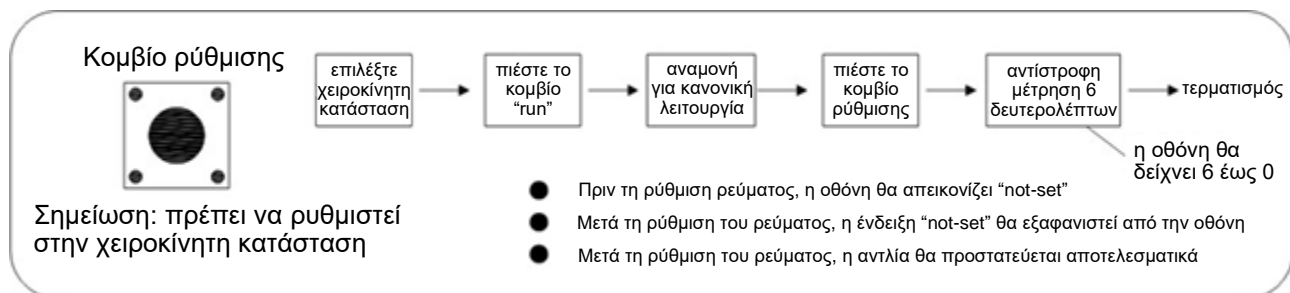 Κομβίο ρύθμισης
επιλέξτε
χειροκίνητη
κατάσταση
πιέστε το
κομβίο
“run”
αναμονή
για κανονική
λειτουργία
πιέστε το
κομβίο
ρύθμισης
αντίστροφη
μέτρηση 6
δευτερολέπτων
τερματισμός
η οθόνη θα
δείχνει 6 έως 0
Σημείωση: πρέπει να ρυθμιστεί
στην χειροκίνητη κατάσταση
Πριν τη ρύθμιση ρεύματος, η οθόνη θα απεικονίζει “not-set”
Μετά τη ρύθμιση του ρεύματος, η ένδειξη “not-set” θα εξαφανιστεί από την οθόνη
Μετά τη ρύθμιση του ρεύματος, η αντλία θα προστατεύεται αποτελεσματικά